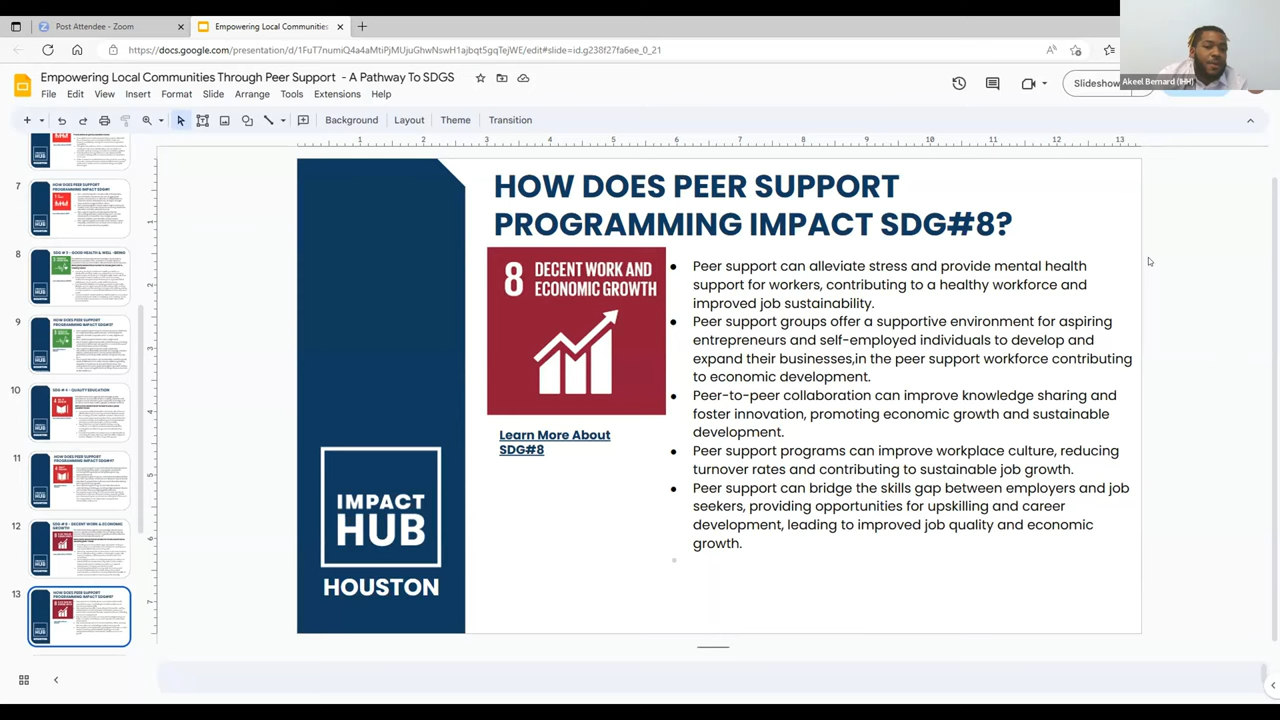 Post Attendee - Zoom
Empowering Local Communities
https://docs.google.com/presentation/d/1FuT7numiQ4a4aMtiPjMUjuGhwNswH1ajbqtSgqTejWE/edit#slide=id.g238f27fa6ee_0_21
Akeel Bernard (IHH)
Empowering Local Communities Through Peer Support - A Pathway To SDGS
Slideshow
File Edit View Insert Format Slide Arrange Tools Extensions Help
Background Layout Theme Transition
6 10 11 12 13
7
8
9
10
11
12
13
HOW DOES PEER SUPPORT
PROGRAMMING IMPACT SDG#8?
8 DECENT WORK AND
ECONOMIC GROWTH
Learn More About
SDG#8
IMPACT
HUB
HOUSTON
Peer support can alleviate stress and provide mental health
support for workers, contributing to a healthy workforce and
improved job sustainability.
Peer support groups offer a supportive environment for aspiring
entrepreneurs and self-employed individuals to develop and
expand their businesses,in the peer support workforce contributing
to economic development.
Peer-to-peer collaboration can improve knowledge sharing and
foster innovation, promoting economic growth and sustainable
development.
Peer support programs can improve workplace culture, reducing
turnover rates and contributing to sustainable job growth.
Peer support can bridge the skills gap between employers and job
seekers, providing opportunities for upskilling and career
development, leading to improved job quality and economic
growth.